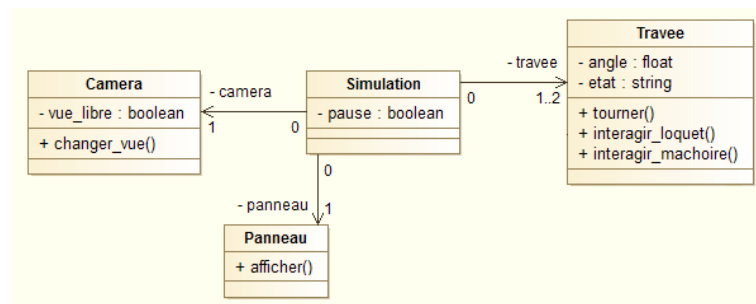 Travee
- angle : float
- etat : string
+ tourner()
+ interagir_loquet()
+ interagir_machoire()
- travee
0
1..2
Simulation
- pause : boolean
Camera
- vue_libre : boolean
+ changer_vue()
- camera
1
0
0
- panneau
1
Panneau
+ afficher()